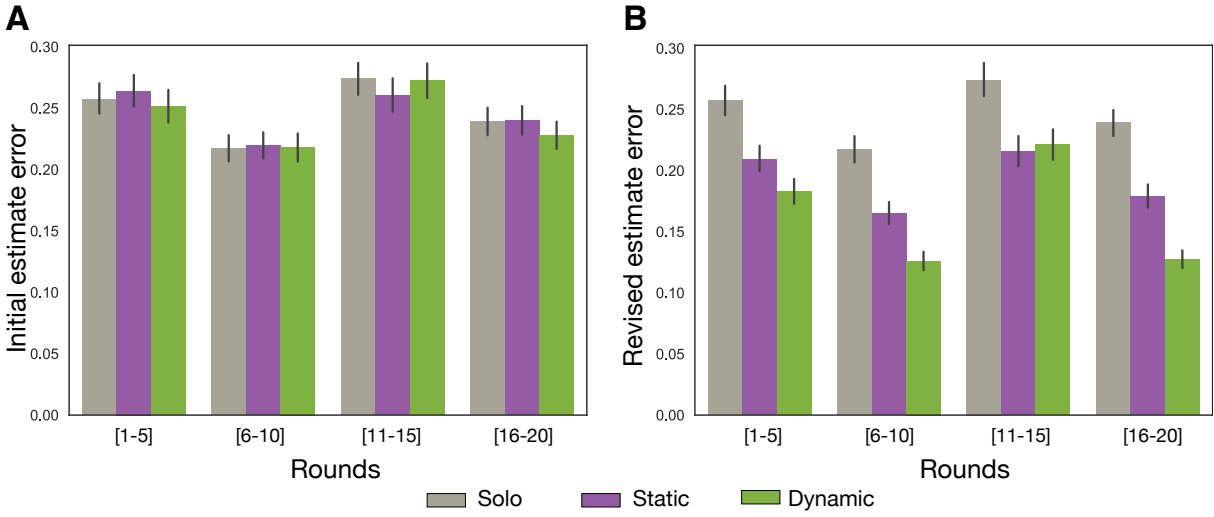 A
Initial estimate error
0.30
0.25
0.20
0.15
0.10
0.05
0.00
[1-5] [6-10] [11-15] [16-20]
Rounds
B
Revised estimate error
0.30
0.25
0.20
0.15
0.10
0.05
0.00
[1-5] [6-10] [11-15] [16-20]
Rounds
Solo Static Dynamic